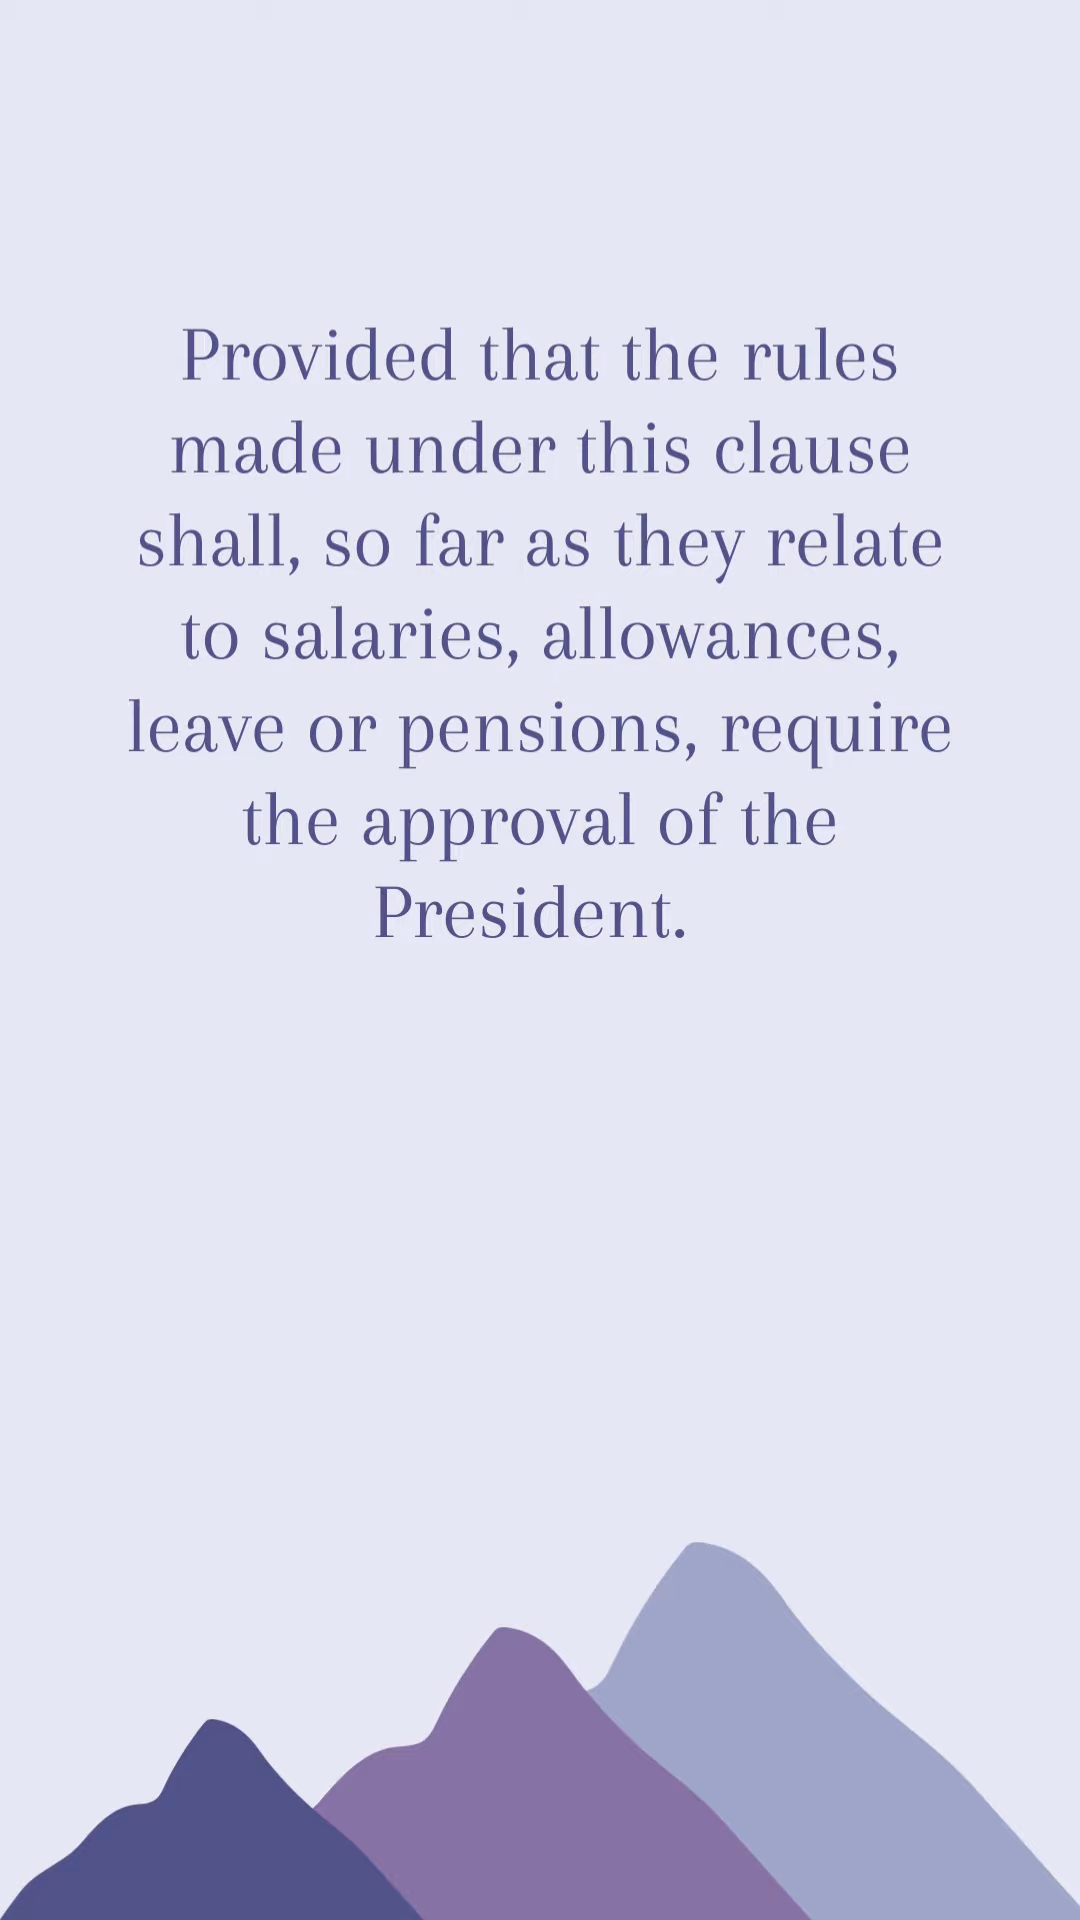 Provided that the rules
made under this clause
shall, so far as they relate
to salaries, allowances,
leave or pensions, require
the approval of the
President.